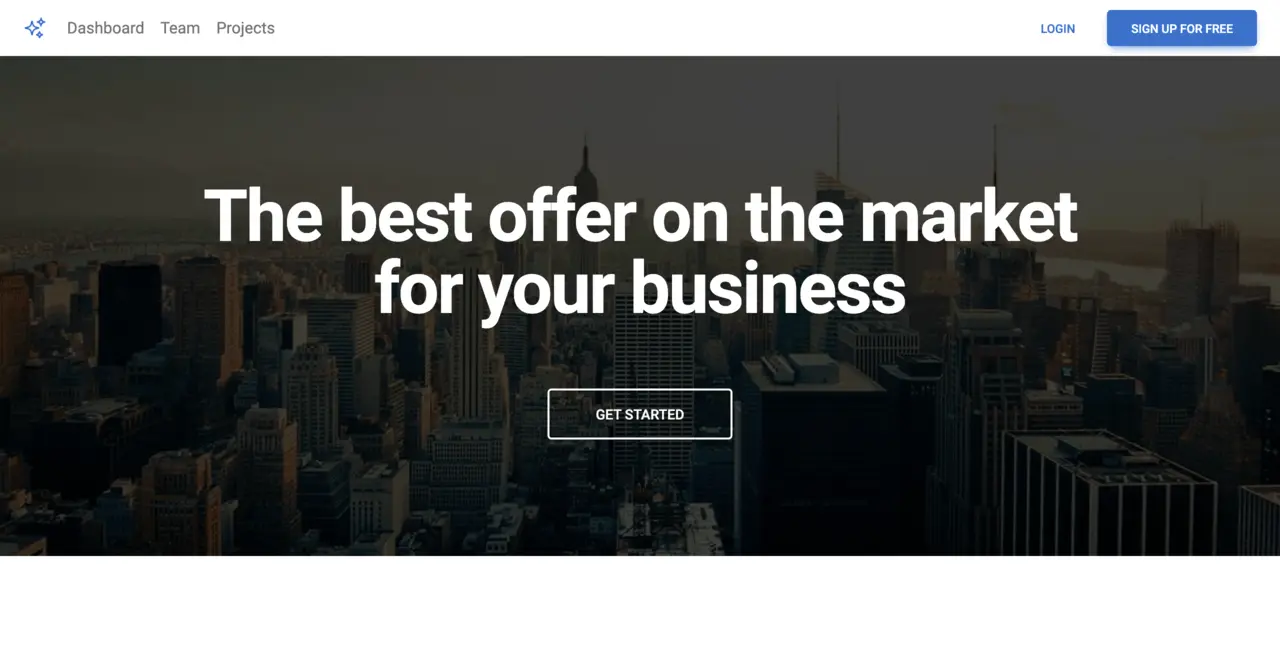 Dashboard Team Projects LOGIN SIGN UP FOR FREE
The best offer on the market
for your business
GET STARTED